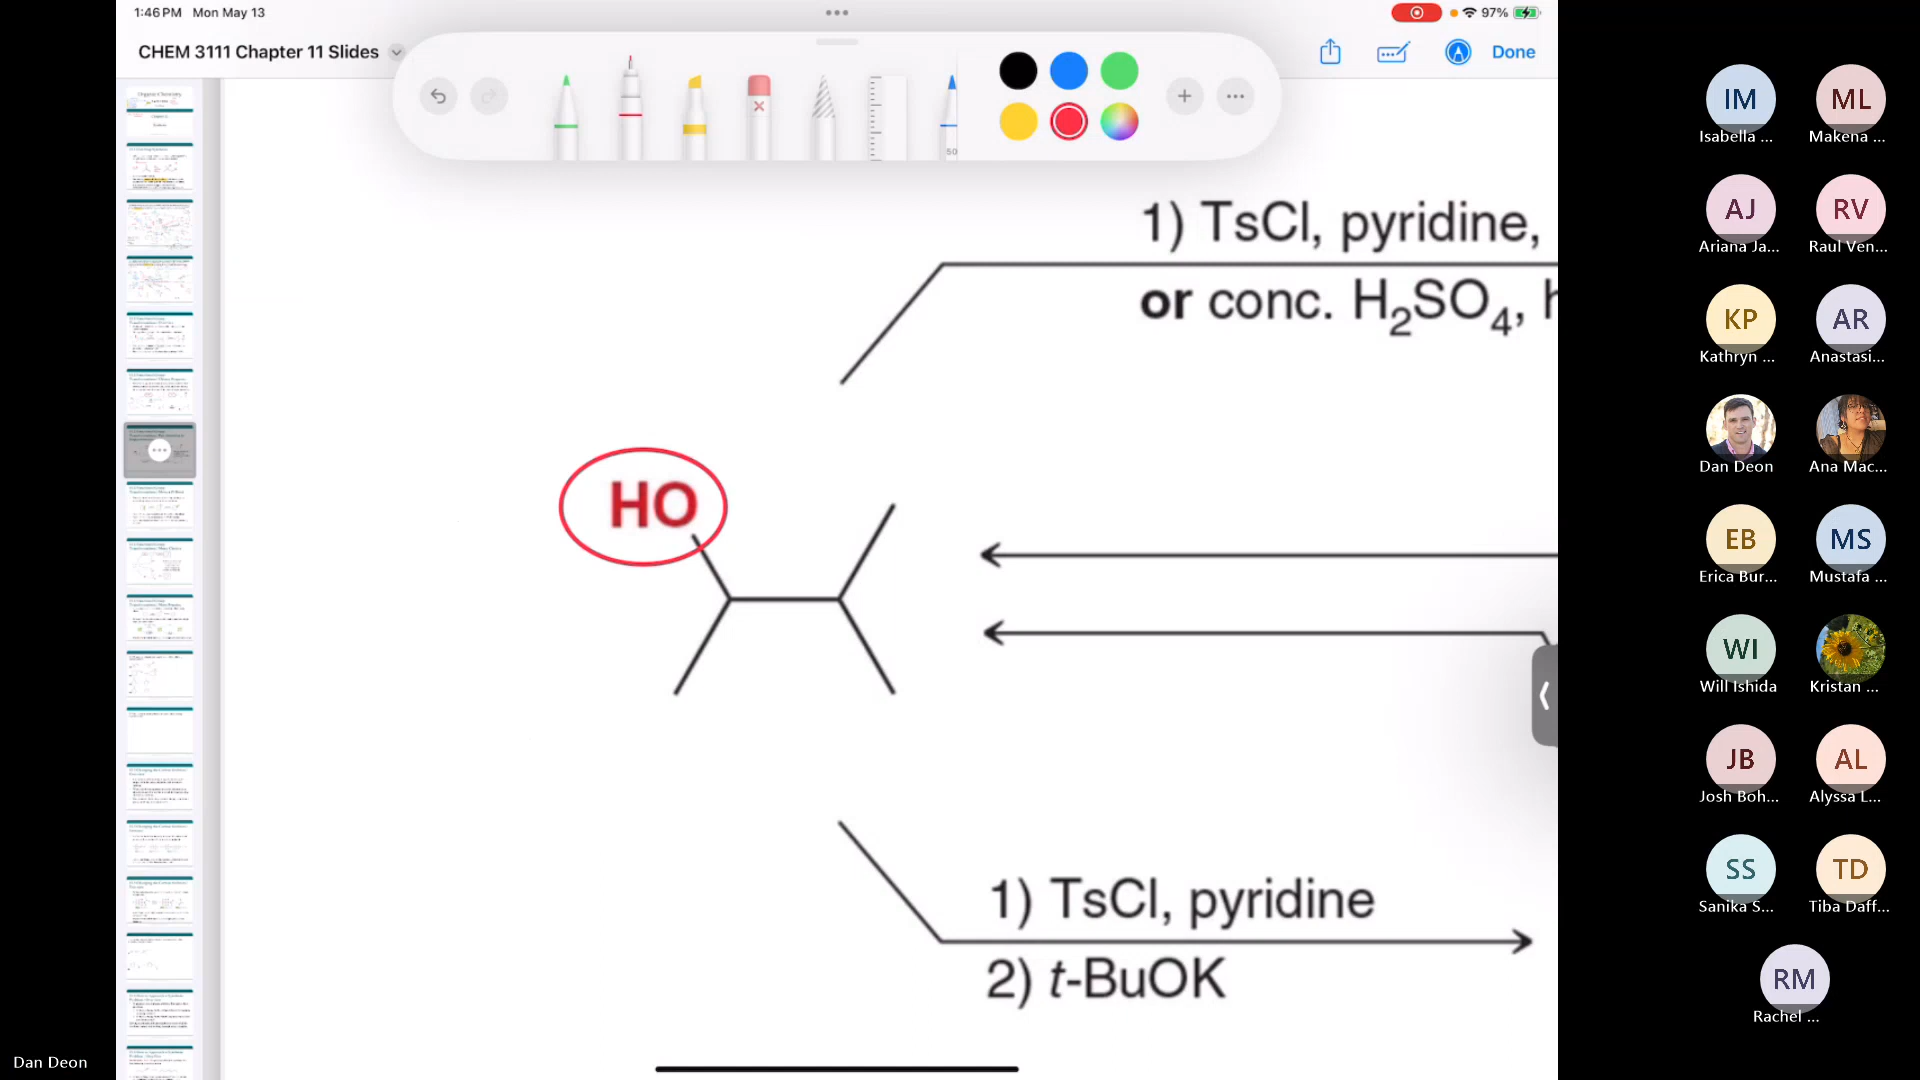 1:46 PM Mon May 13
97%
CHEM 3111 Chapter 11 Slides
Done
50
1) TsCl, pyridine,
or conc. H2SO4, h
HO
1) TsCl, pyridine
2) t-BuOK
IM
Isabella ...
ML
Makena ...
AJ
Ariana Ja...
RV
Raul Ven...
KP
Kathryn ...
AR
Anastasi...
Dan Deon
Ana Mac...
EB
Erica Bur...
MS
Mustafa ...
WI
Will Ishida
Kristan ...
JB
Josh Boh...
AL
Alyssa L...
SS
Sanika S...
TD
Tiba Daff...
RM
Rachel ...
Dan Deon